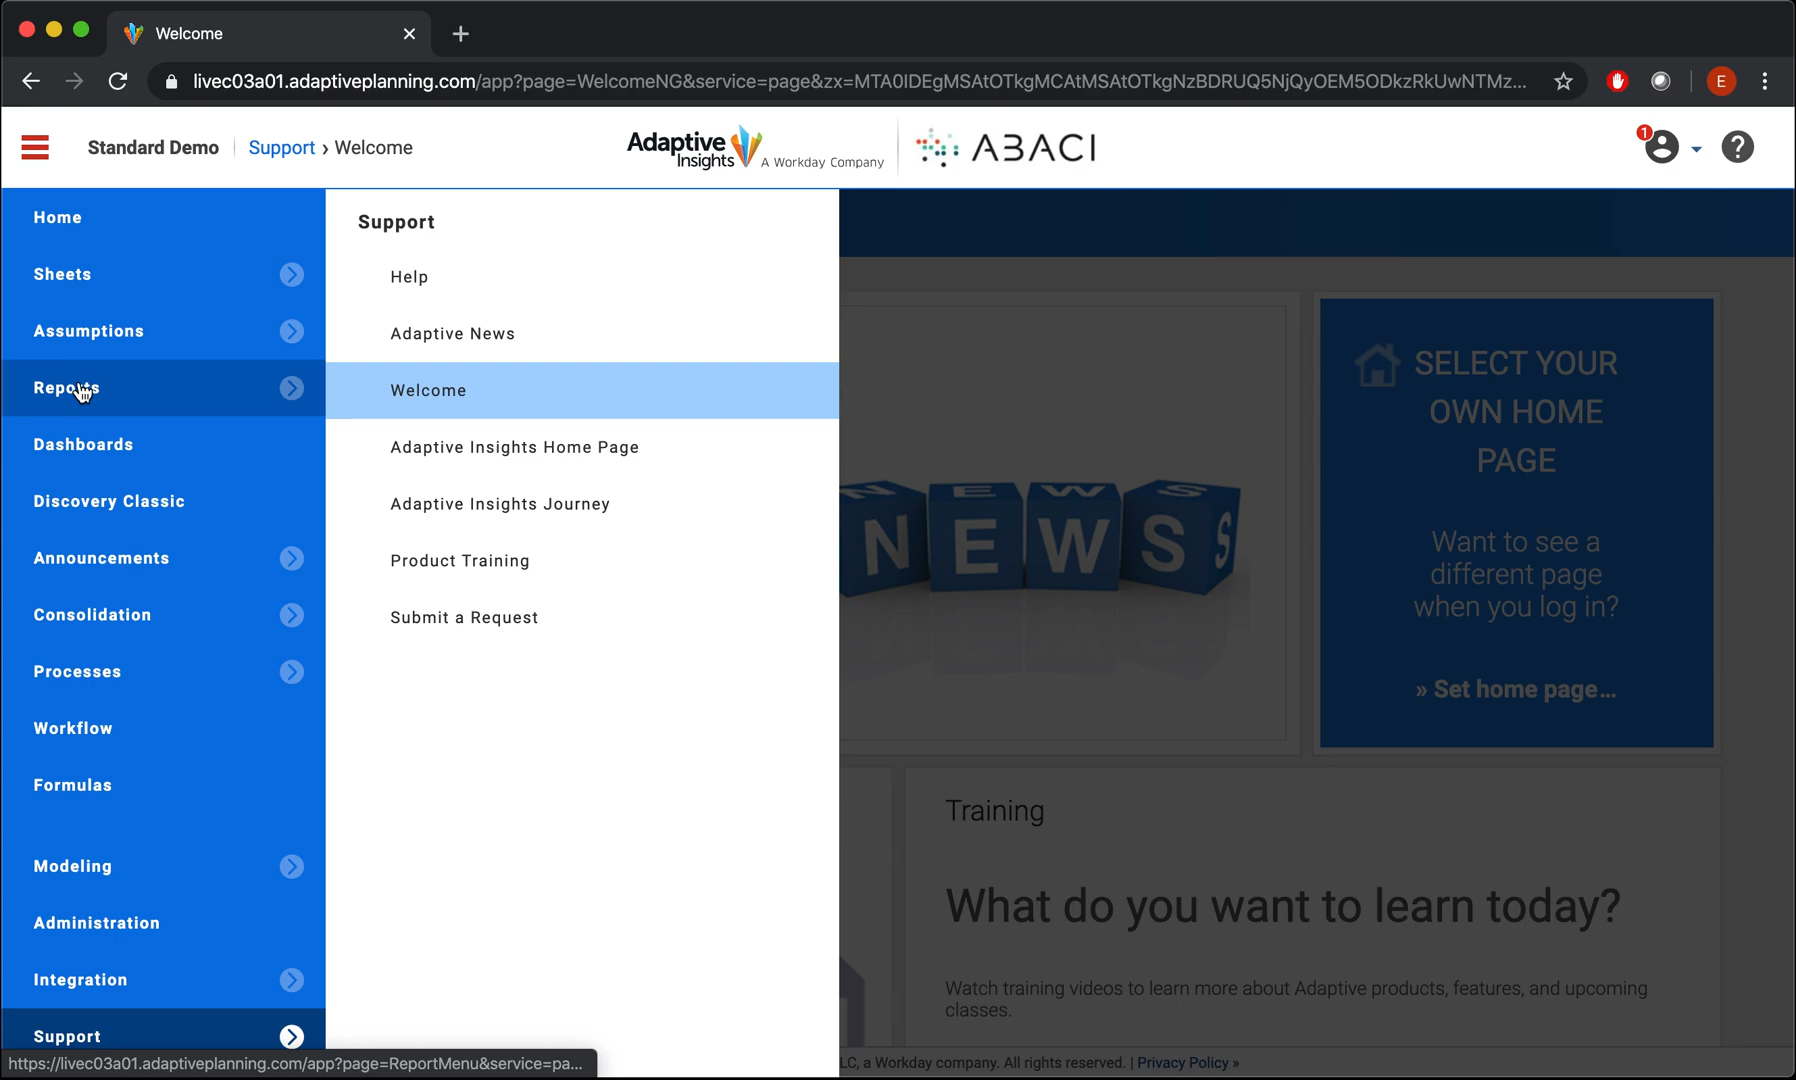 Welcome
livec03a01.adaptiveplanning.com/app?page=WelcomeNG&service=page&zx=MTA0IDEgMSAtOTkgMCAtMSAtOTkgNzBDRUQ5NjQyOEM5ODkzRkUwNTMz...
E
Standard Demo
Support › Welcome
Adaptive Insights A Workday Company
ABACI
1
?
Home
Sheets
Assumptions
Reports
Dashboards
Discovery Classic
Announcements
Consolidation
Processes
Workflow
Formulas
Modeling
Administration
Integration
Support
Support
Help
Adaptive News
Welcome
Adaptive Insights Home Page
Adaptive Insights Journey
Product Training
Submit a Request
NEWS
SELECT YOUR
OWN HOME
PAGE
Want to see a
different page
when you log in?
» Set home page...
Training
What do you want to learn today?
Watch training videos to learn more about Adaptive products, features, and upcoming
classes.
https://livec03a01.adaptiveplanning.com/app?page=ReportMenu&service=pa...
LC, a Workday company. All rights reserved. | Privacy Policy »